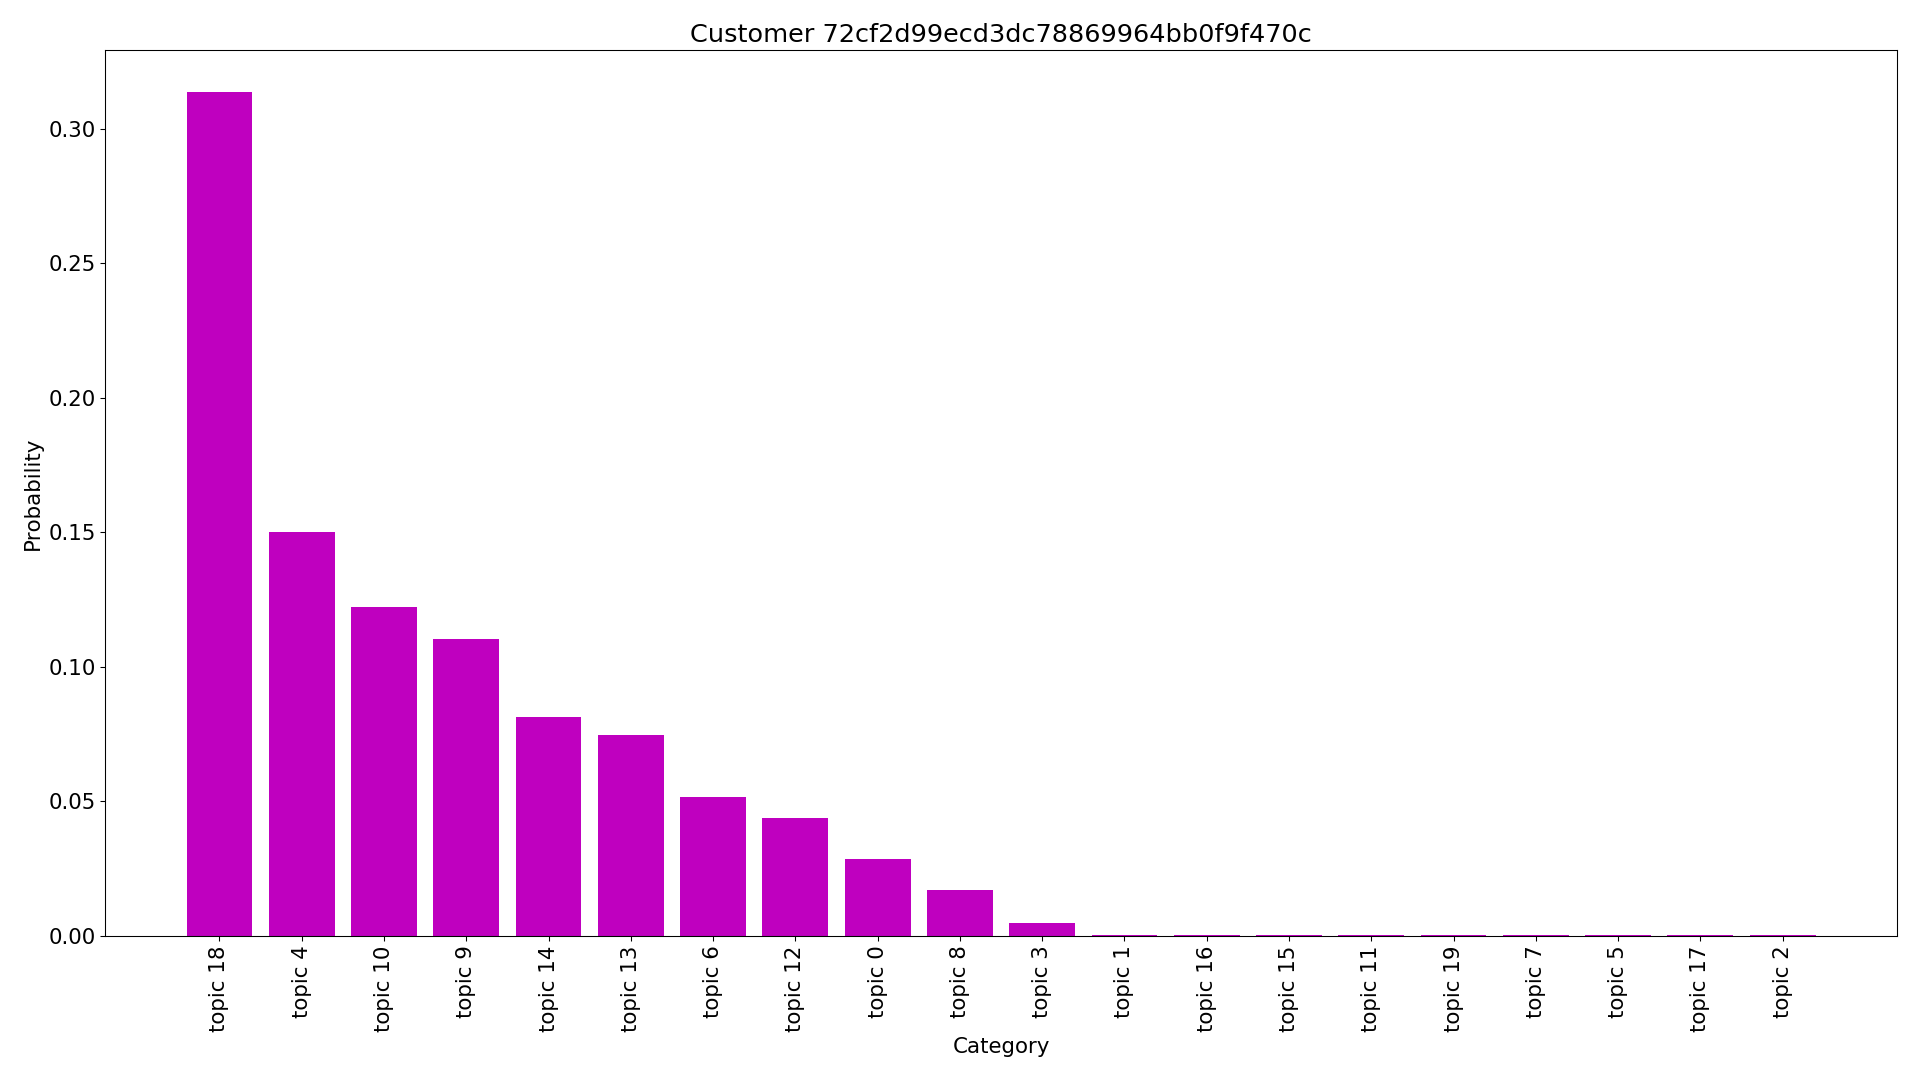 Customer 72cf2d99ecd3dc78869964bb0f9f470c
Probability
0.30
0.25
0.20
0.15
0.10
0.05
0.00
topic 18
topic 4
topic 10
topic 9
topic 14
topic 13
topic 6
topic 12
topic 0
topic 8
topic 3
topic 1
topic 16
topic 15
topic 11
topic 19
topic 7
topic 5
topic 17
topic 2
Category